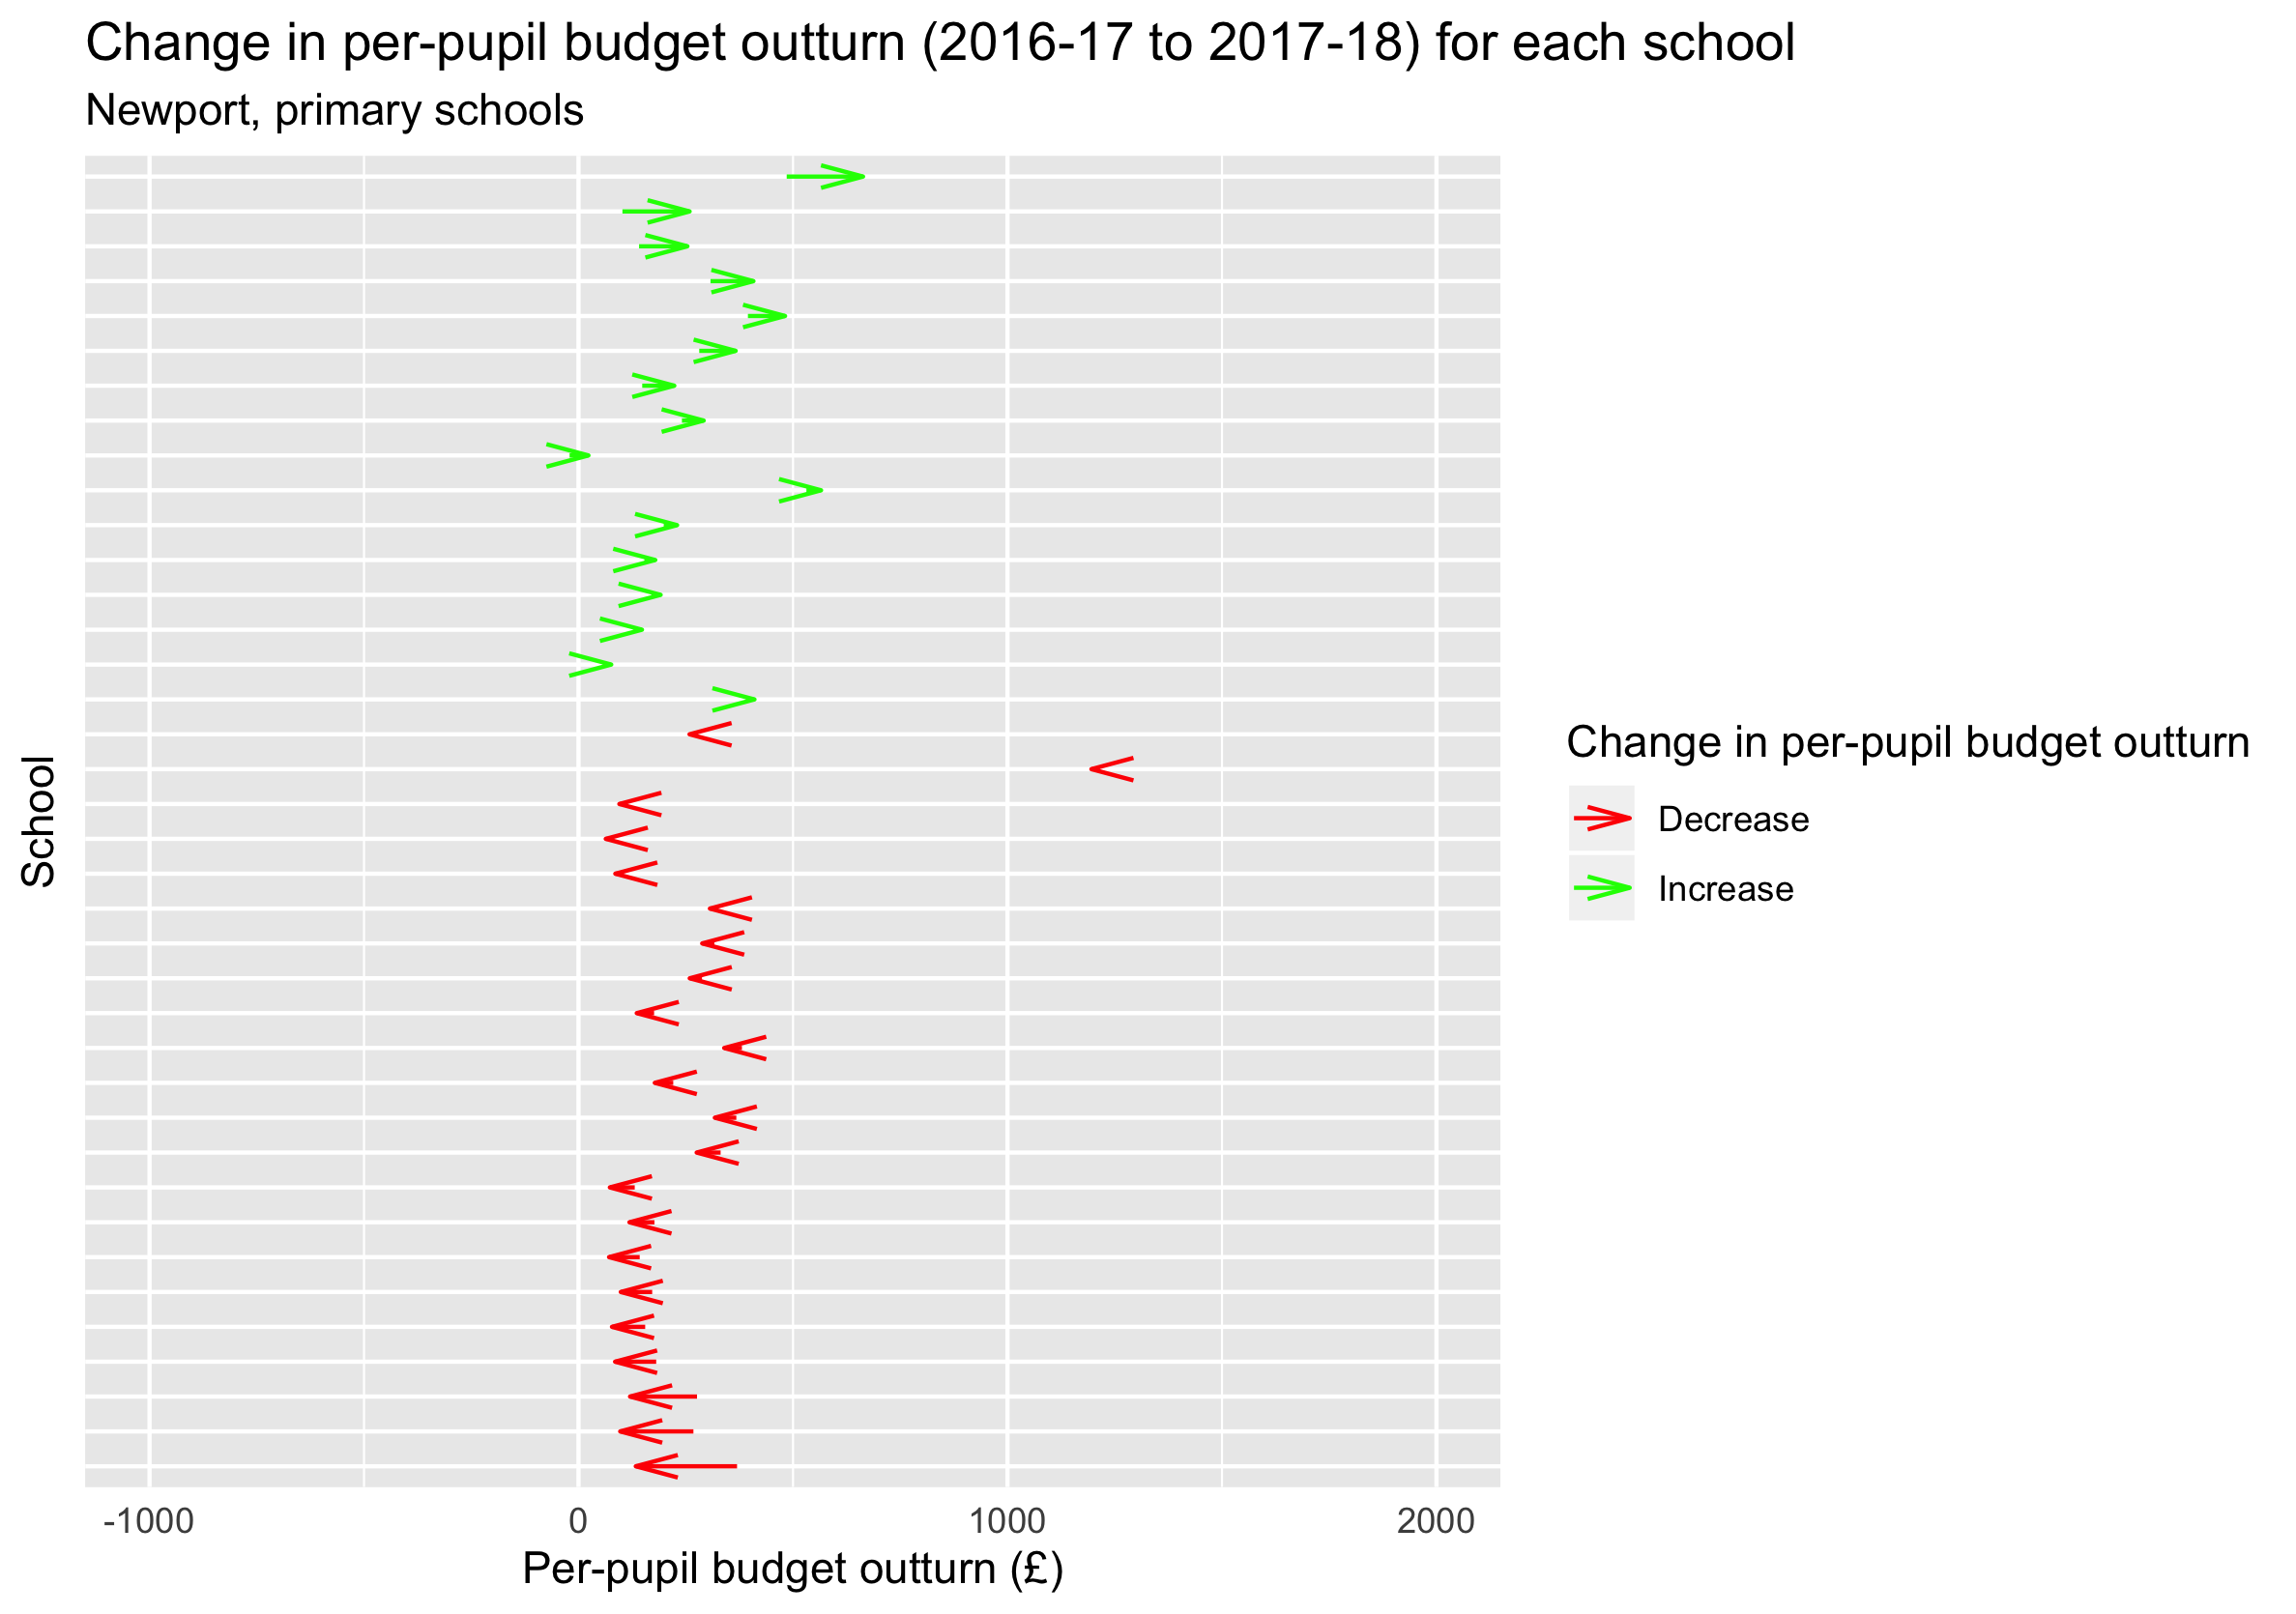 Change in per-pupil budget outturn (2016-17 to 2017-18) for each school
Newport, primary schools
School
Change in per-pupil budget outturn
Decrease
Increase
-1000
0
1000
2000
Per-pupil budget outturn (£)